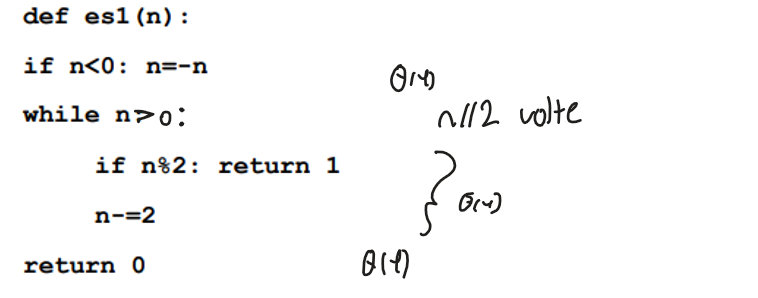 def es1(n):
if n<0: n=-n
θ(1)
while n>0:
n//2 volte
if n%2: return 1
n-=2
θ(1)
return 0
θ(1)